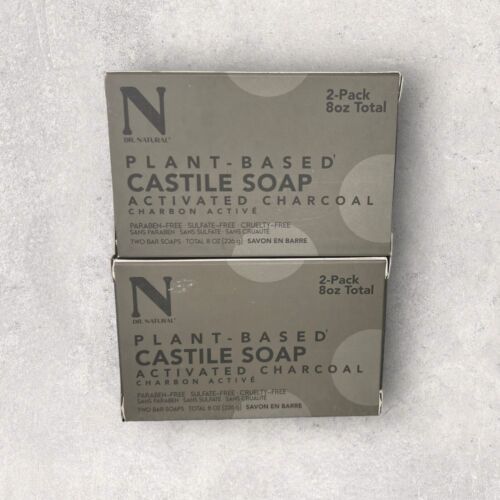 N
DR. NATURAL
2-Pack
8oz Total
PLANT-BASED
CASTILE SOAP
ACTIVATED CHARCOAL
CHARBON ACTIVÉ
PARABEN-FREE · SULFATE-FREE · CRUELTY-FREE
SANS PARABEN · SANS SULFATE · SANS CRUAUTÉ
TWO BAR SOAPS · TOTAL 8 OZ (226 g) SAVON EN BARRE
N
DR. NATURAL
2-Pack
8oz Total
PLANT-BASED
CASTILE SOAP
ACTIVATED CHARCOAL
CHARBON ACTIVÉ
PARABEN-FREE · SULFATE-FREE · CRUELTY-FREE
SANS PARABEN · SANS SULFATE · SANS CRUAUTÉ
TWO BAR SOAPS · TOTAL 8 OZ (226 g) SAVON EN BARRE